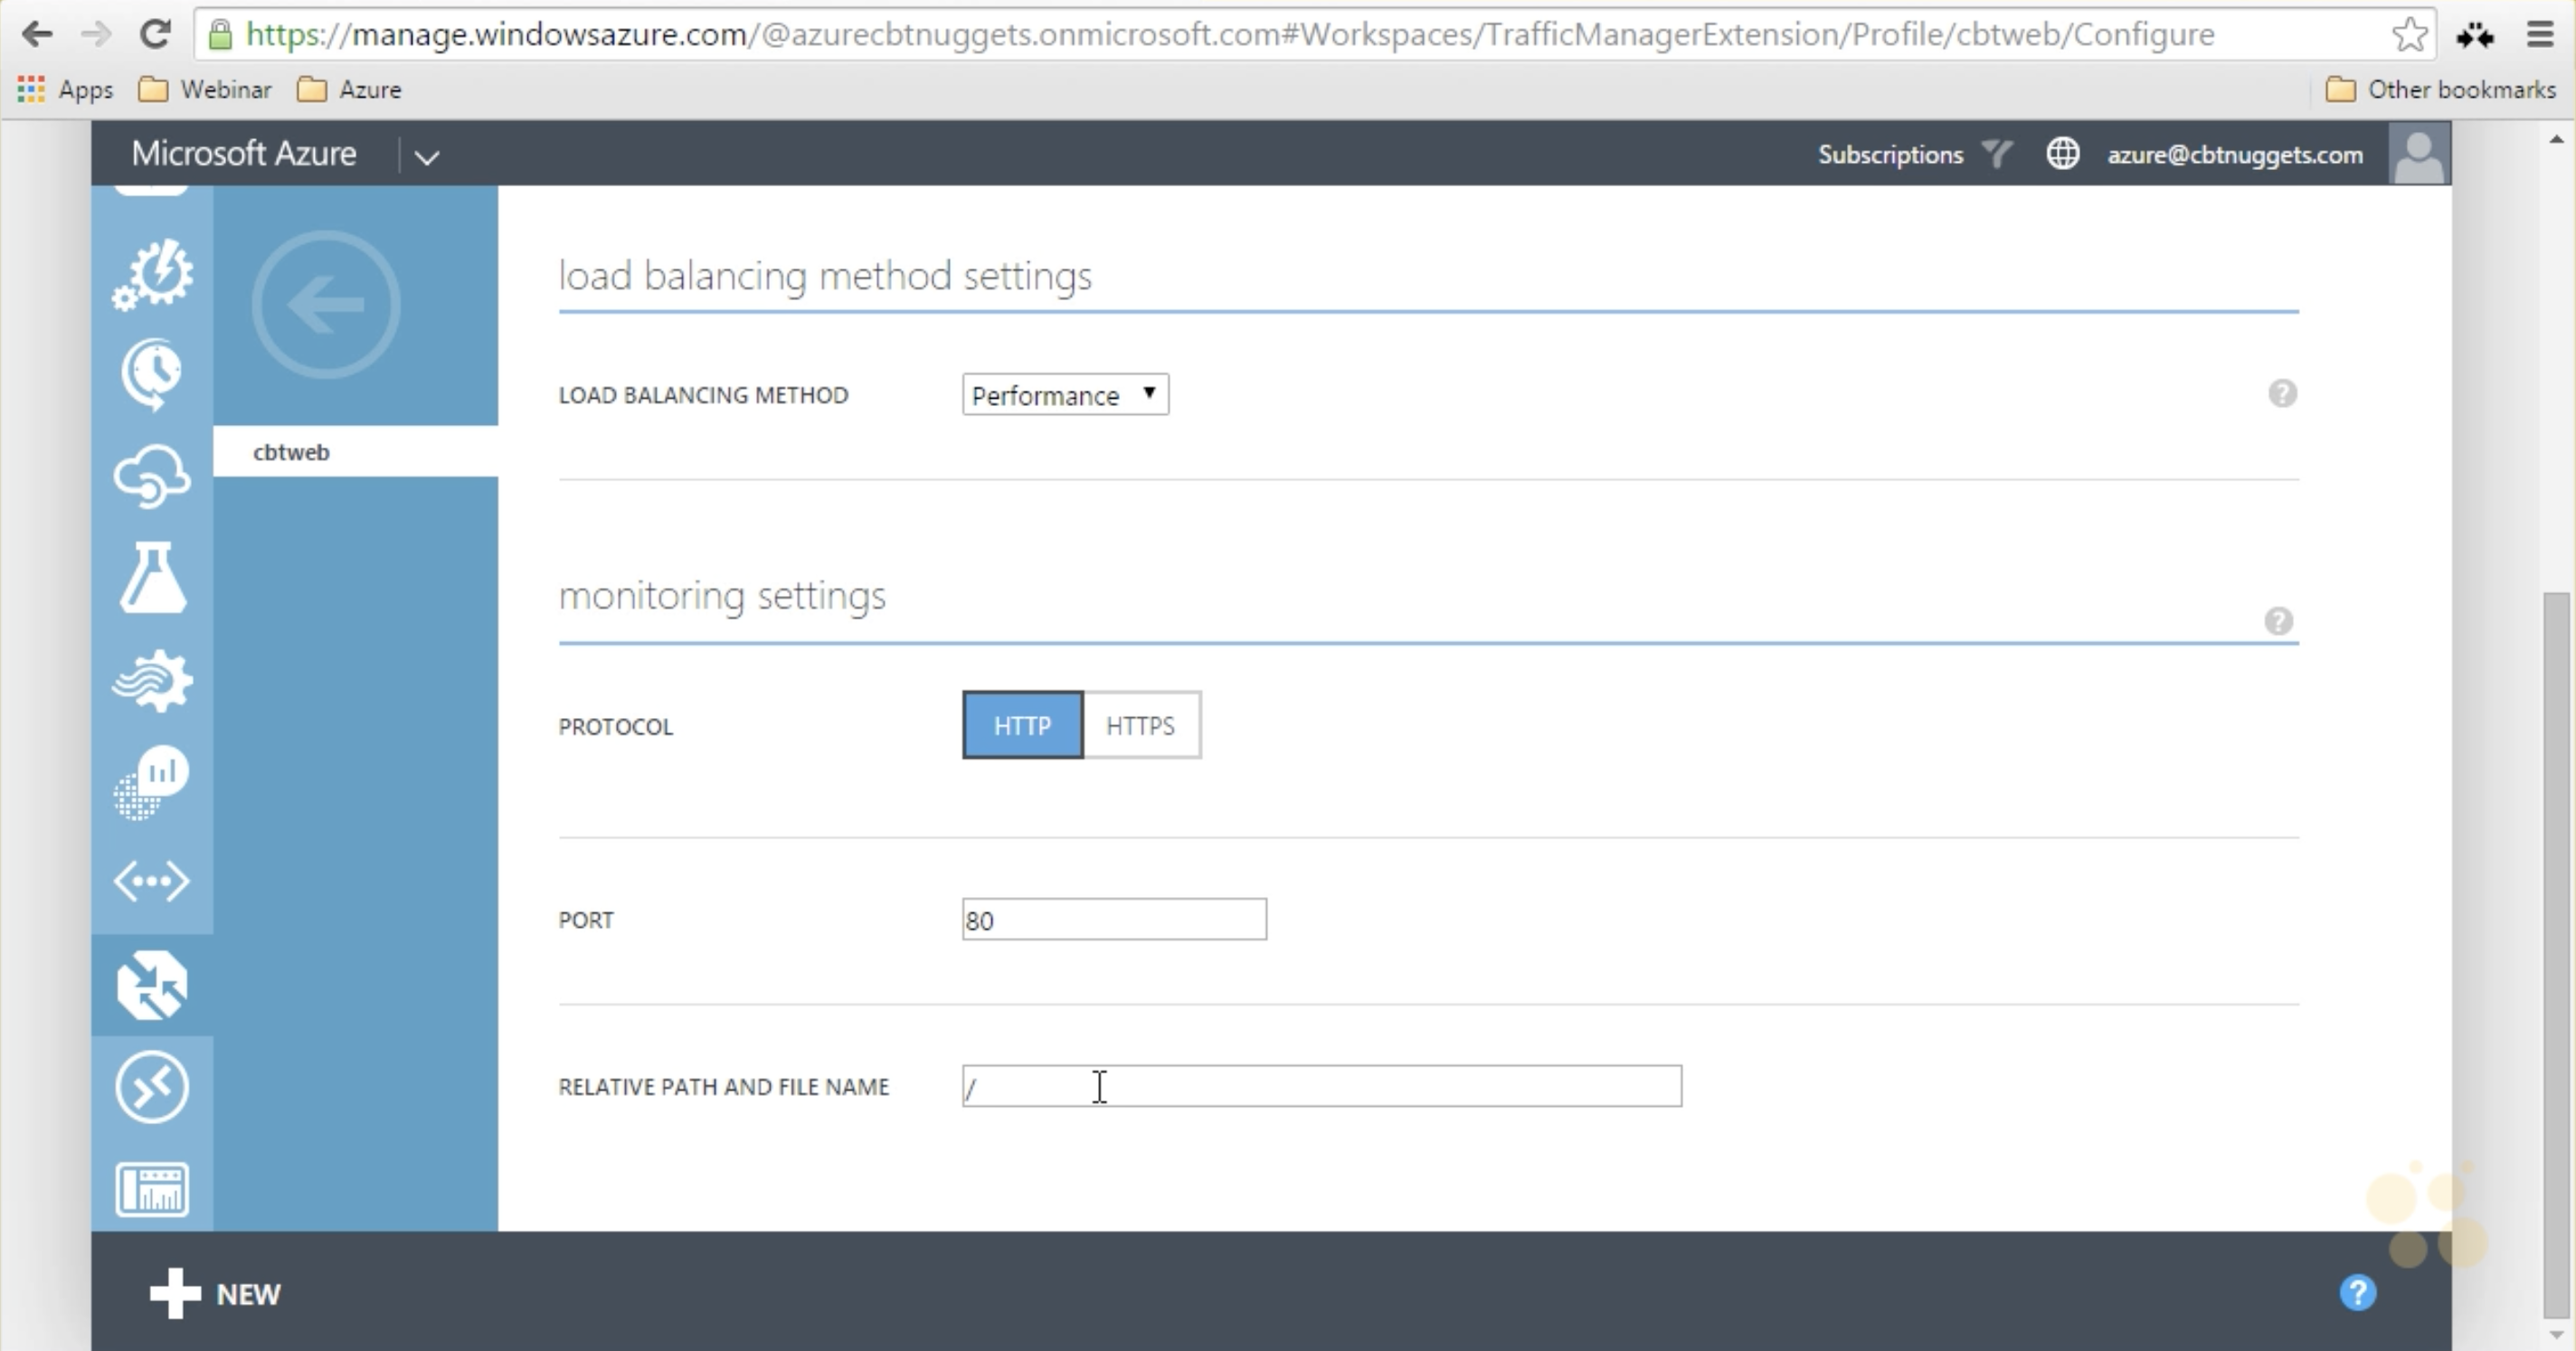 https://manage.windowsazure.com/@azurecbtnuggets.onmicrosoft.com#Workspaces/TrafficManagerExtension/Profile/cbtweb/Configure
Apps Webinar Azure Other bookmarks
Microsoft Azure Subscriptions azure@cbtnuggets.com
load balancing method settings
LOAD BALANCING METHOD Performance ?
cbtweb
monitoring settings ?
PROTOCOL HTTP HTTPS
PORT 80
RELATIVE PATH AND FILE NAME /
NEW ?